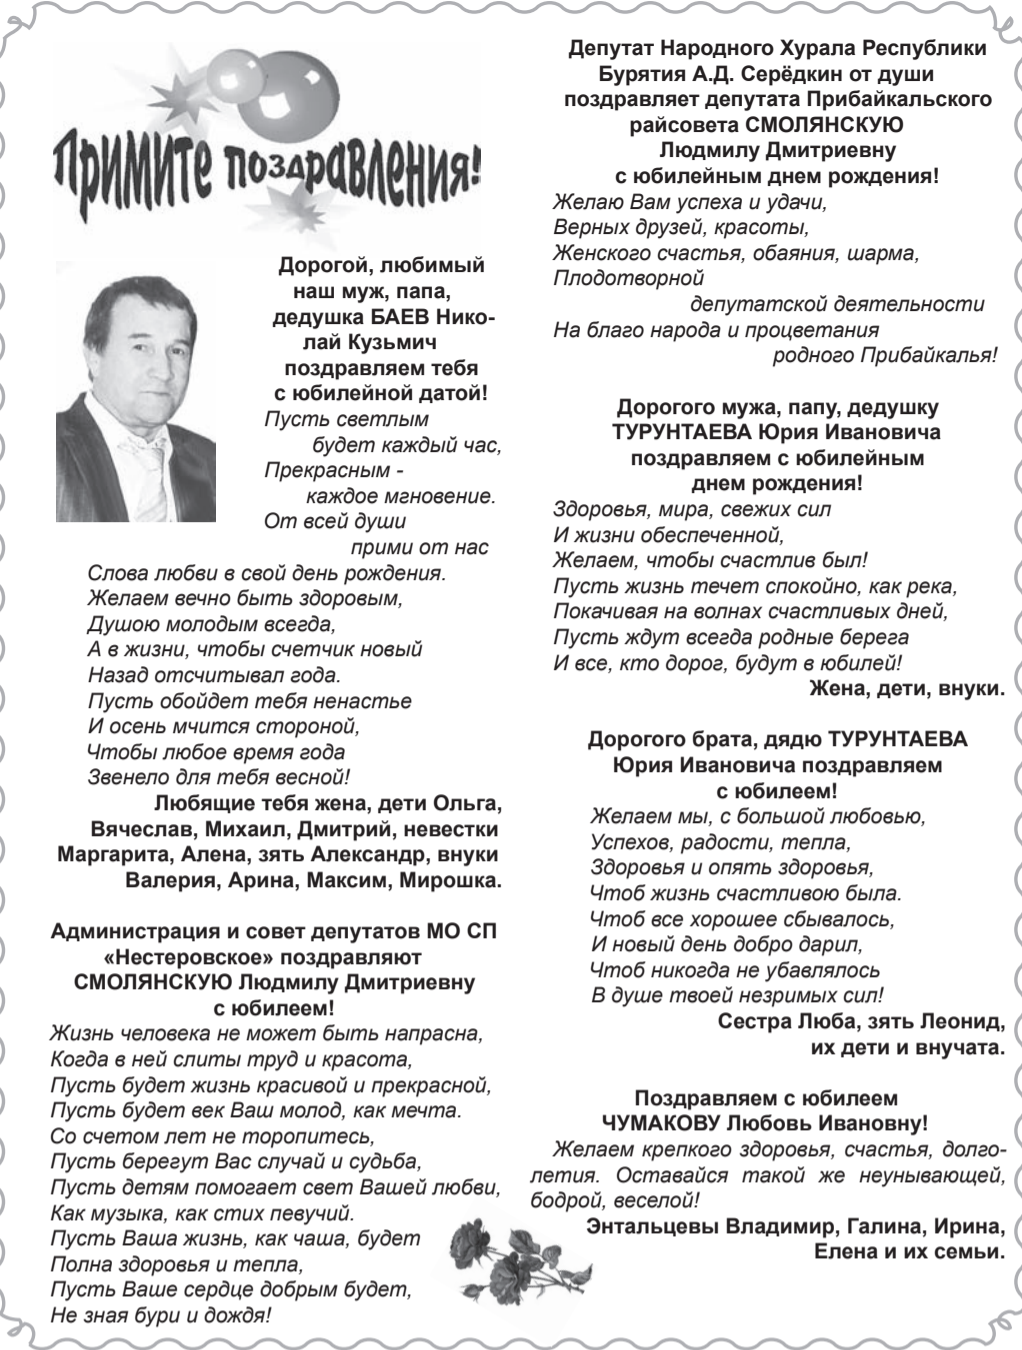 Примите поздравления!
Дорогой, любимый
наш муж, папа,
дедушка БАЕВ Нико-
лай Кузьмич
поздравляем тебя
с юбилейной датой!
Пусть светлым
будет каждый час,
Прекрасным -
каждое мгновение.
От всей души
прими от нас
Слова любви в свой день рождения.
Желаем вечно быть здоровым,
Душою молодым всегда,
А в жизни, чтобы счетчик новый
Назад отсчитывал года.
Пусть обойдет тебя ненастье
И осень мчится стороной,
Чтобы любое время года
Звенело для тебя весной!
Любящие тебя жена, дети Ольга,
Вячеслав, Михаил, Дмитрий, невестки
Маргарита, Алена, зять Александр, внуки
Валерия, Арина, Максим, Мирошка.
Администрация и совет депутатов МО СП
«Нестеровское» поздравляют
СМОЛЯНСКУЮ Людмилу Дмитриевну
с юбилеем!
Жизнь человека не может быть напрасна,
Когда в ней слиты труд и красота,
Пусть будет жизнь красивой и прекрасной,
Пусть будет век Ваш молод, как мечта.
Со счетом лет не торопитесь,
Пусть берегут Вас случай и судьба,
Пусть детям помогает свет Вашей любви,
Как музыка, как стих певучий.
Пусть Ваша жизнь, как чаша, будет
Полна здоровья и тепла,
Пусть Ваше сердце добрым будет,
Не зная бури и дождя!
Депутат Народного Хурала Республики
Бурятия А.Д. Серёдкин от души
поздравляет депутата Прибайкальского
райсовета СМОЛЯНСКУЮ
Людмилу Дмитриевну
с юбилейным днем рождения!
Желаю Вам успеха и удачи,
Верных друзей, красоты,
Женского счастья, обаяния, шарма,
Плодотворной
депутатской деятельности
На благо народа и процветания
родного Прибайкалья!
Дорогого мужа, папу, дедушку
ТУРУНТАЕВА Юрия Ивановича
поздравляем с юбилейным
днем рождения!
Здоровья, мира, свежих сил
И жизни обеспеченной,
Желаем, чтобы счастлив был!
Пусть жизнь течет спокойно, как река,
Покачивая на волнах счастливых дней,
Пусть ждут всегда родные берега
И все, кто дорог, будут в юбилей!
Жена, дети, внуки.
Дорогого брата, дядю ТУРУНТАЕВА
Юрия Ивановича поздравляем
с юбилеем!
Желаем мы, с большой любовью,
Успехов, радости, тепла,
Здоровья и опять здоровья,
Чтоб жизнь счастливою была.
Чтоб все хорошее сбывалось,
И новый день добро дарил,
Чтоб никогда не убавлялось
В душе твоей незримых сил!
Сестра Люба, зять Леонид,
их дети и внучата.
Поздравляем с юбилеем
ЧУМАКОВУ Любовь Ивановну!
Желаем крепкого здоровья, счастья, долго-
летия. Оставайся такой же неунывающей,
бодрой, веселой!
Энтальцевы Владимир, Галина, Ирина,
Елена и их семьи.